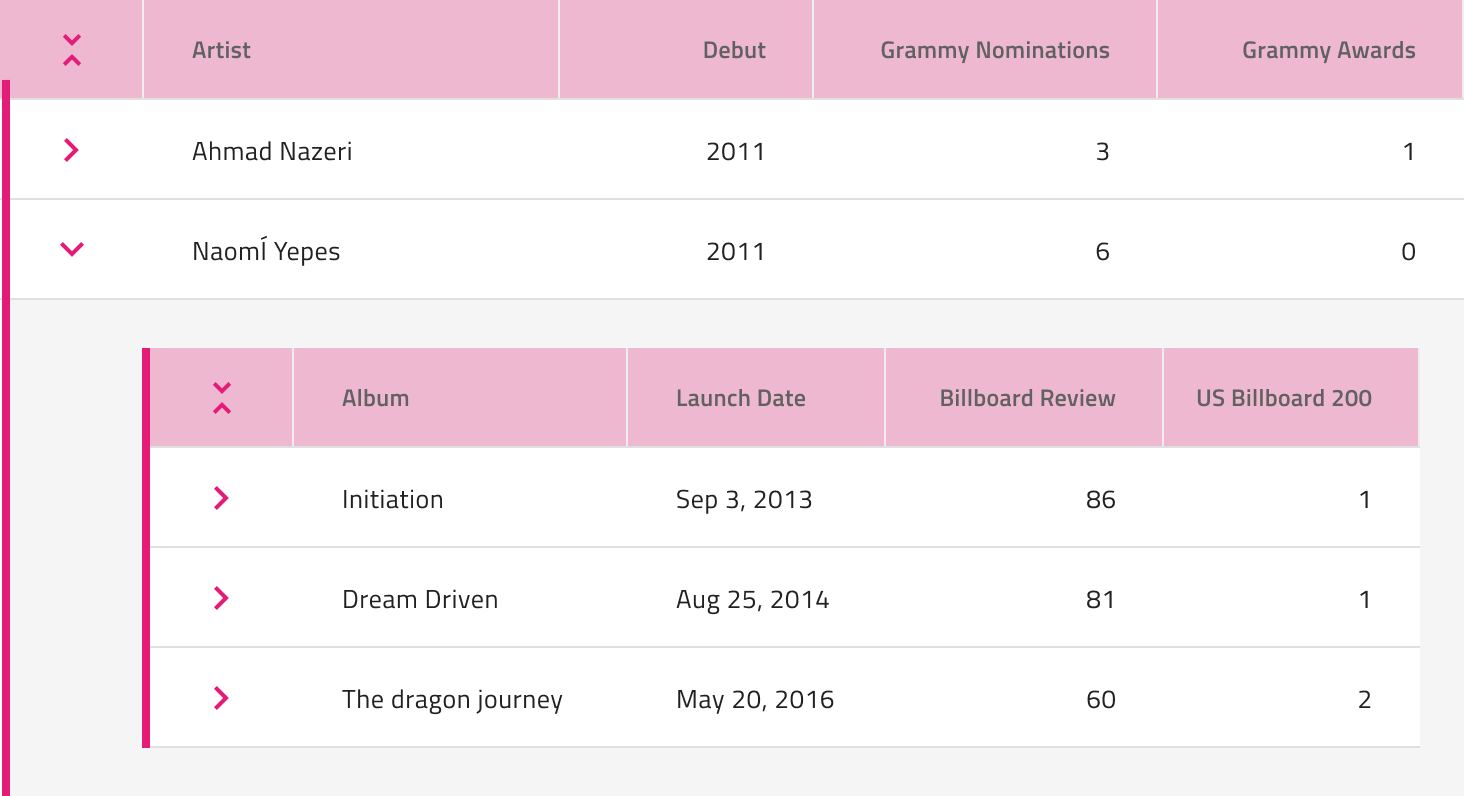 Artist Debut Grammy Nominations Grammy Awards
Ahmad Nazeri 2011 3 1
NaomÍ Yepes 2011 6 0
Album Launch Date Billboard Review US Billboard 200
Initiation Sep 3, 2013 86 1
Dream Driven Aug 25, 2014 81 1
The dragon journey May 20, 2016 60 2